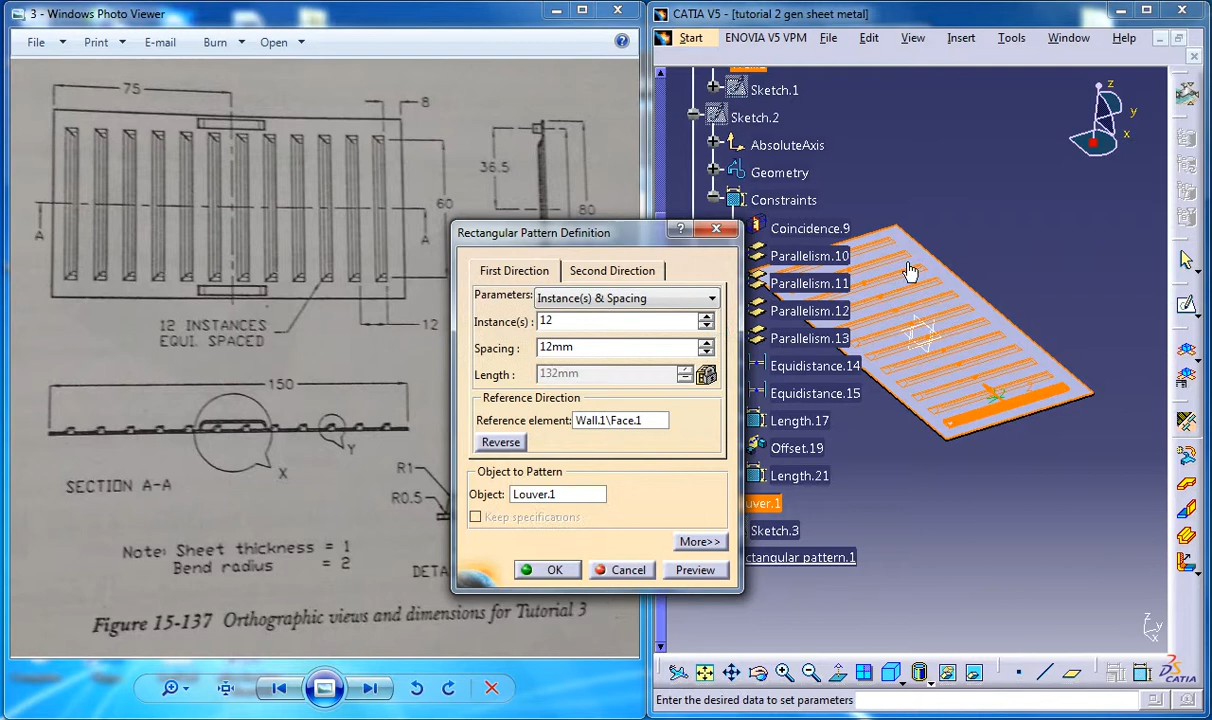 3 - Windows Photo Viewer
File Print E-mail Burn Open
75
8
36.5
60
80
A
A
12 INSTANCES
EQUI. SPACED
12
150
X
Y
SECTION A-A
R1
R0.5
Note: Sheet thickness = 1
Bend radius = 2
DETA
Figure 15-137 Orthographic views and dimensions for Tutorial 3
CATIA V5 - [tutorial 2 gen sheet metal]
Start ENOVIA V5 VPM File Edit View Insert Tools Window Help
Sketch.1
Sketch.2
AbsoluteAxis
Geometry
Constraints
Coincidence.9
Parallelism.10
Parallelism.11
Parallelism.12
Parallelism.13
Equidistance.14
Equidistance.15
Length.17
Offset.19
Length.21
uver.1
Sketch.3
ctangular pattern.1
z
y
x
z
y
x
Rectangular Pattern Definition
First Direction Second Direction
Parameters: Instance(s) & Spacing
Instance(s) : 12
Spacing : 12mm
Length : 132mm
Reference Direction
Reference element: Wall.1\Face.1
Reverse
Object to Pattern
Object: Louver.1
Keep specifications
More>>
OK Cancel Preview
DS
CATIA
Enter the desired data to set parameters